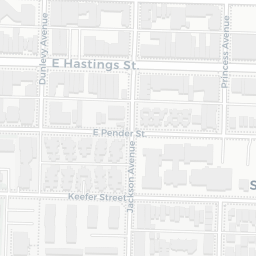 Dunlevy Avenue
E Hastings St.
Princess Avenue
E Pender St.
Jackson Avenue
Keefer Street
S